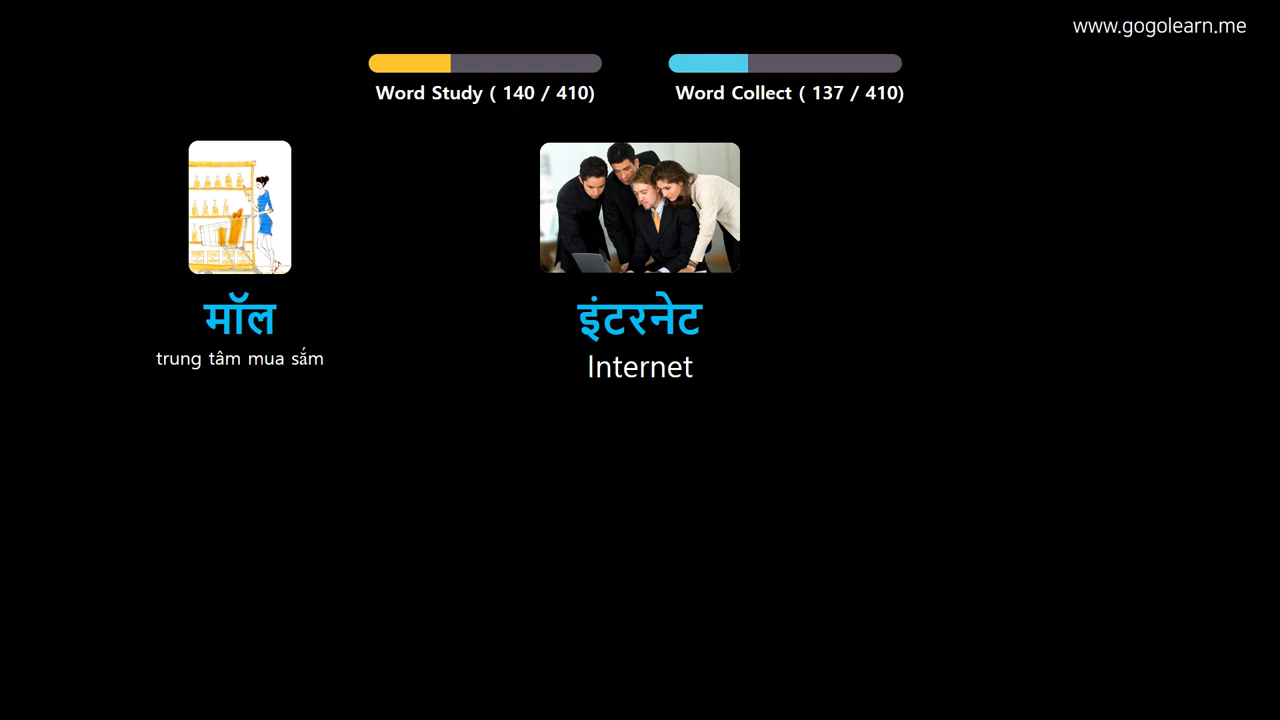 www.gogolearn.me
Word Study ( 140 / 410)
Word Collect ( 137 / 410)
मॉल
trung tâm mua sắm
इंटरनेट
Internet